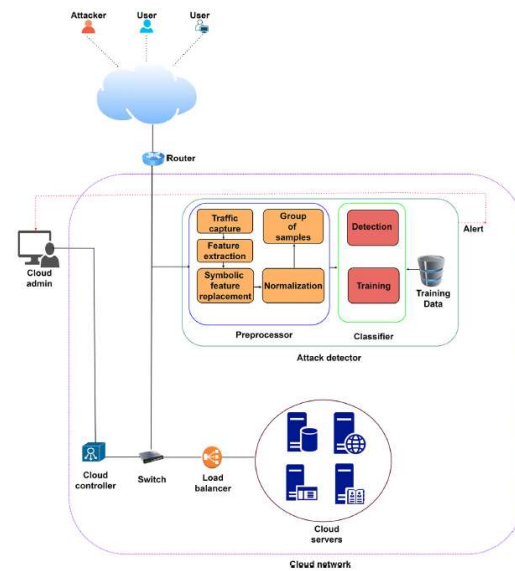 Attacker User User
Router
Traffic
capture
Group
of
samples
Feature
extraction
Symbolic
feature
replacement
Normalization
Preprocessor
Detection
Training
Classifier
Training
Data
Attack detector
Alert
Cloud
admin
Cloud
controller
Switch
Load
balancer
Cloud
servers
Cloud network